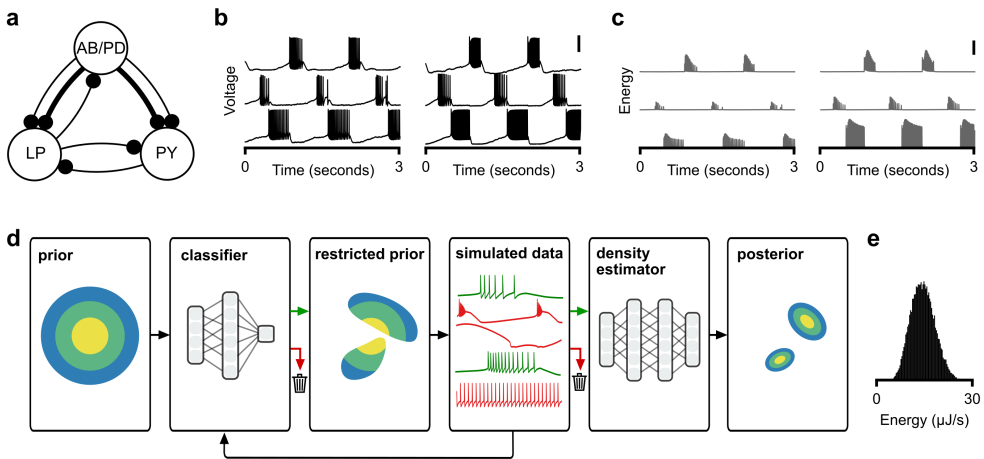 a
AB/PD
LP
PY
b
Voltage
0
Time (seconds)
3
0
Time (seconds)
3
c
Energy
0
Time (seconds)
3
0
Time (seconds)
3
d
prior
classifier
restricted prior
simulated data
density
estimator
posterior
e
0
30
Energy (μJ/s)